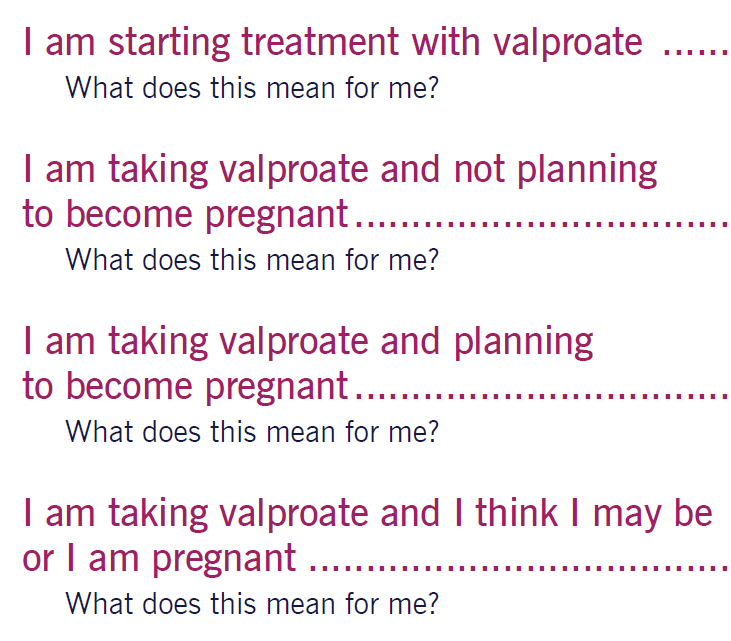 I am starting treatment with valproate ......
What does this mean for me?
I am taking valproate and not planning
to become pregnant.................................
What does this mean for me?
I am taking valproate and planning
to become pregnant.................................
What does this mean for me?
I am taking valproate and I think I may be
or I am pregnant .....................................
What does this mean for me?